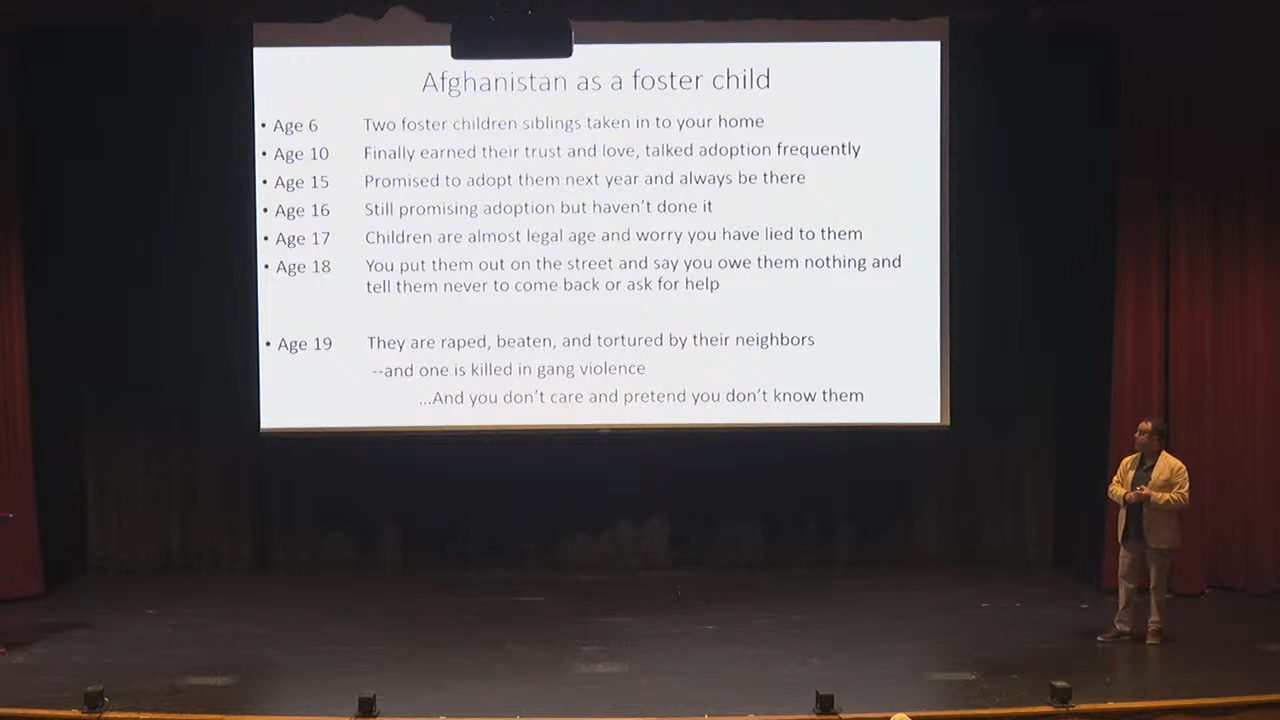 Afghanistan as a foster child
• Age 6 Two foster children siblings taken in to your home
• Age 10 Finally earned their trust and love, talked adoption frequently
• Age 15 Promised to adopt them next year and always be there
• Age 16 Still promising adoption but haven't done it
• Age 17 Children are almost legal age and worry you have lied to them
• Age 18 You put them out on the street and say you owe them nothing and
tell them never to come back or ask for help
• Age 19 They are raped, beaten, and tortured by their neighbors
--and one is killed in gang violence
...And you don't care and pretend you don't know them